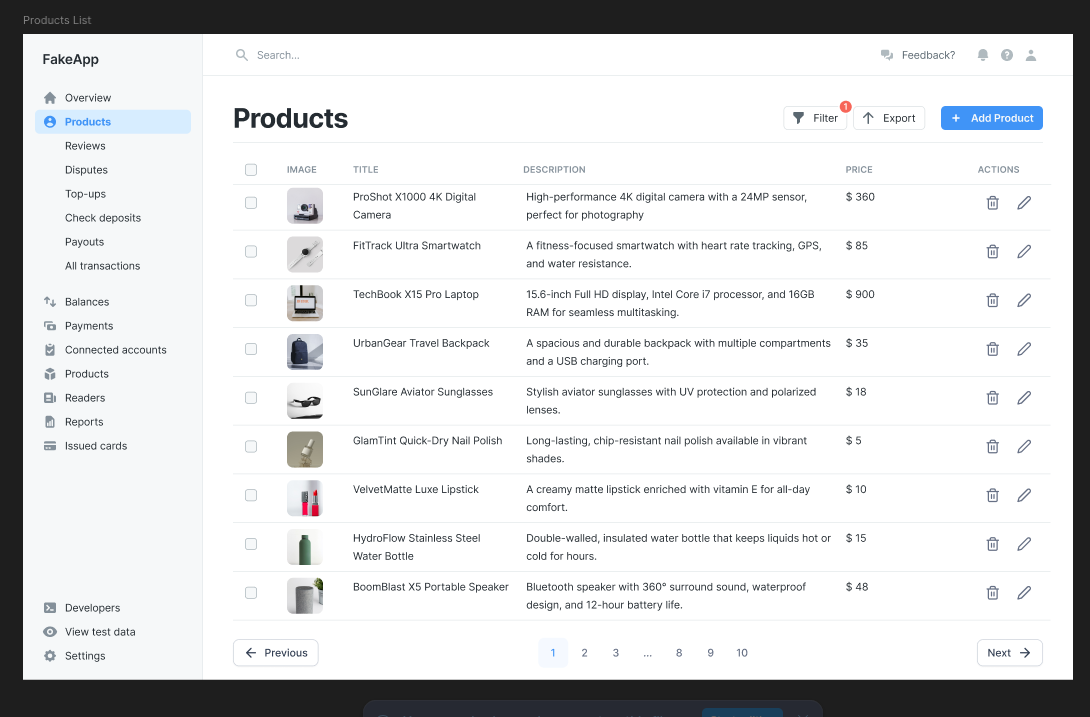 Products List
FakeApp
Search...
Feedback?
Overview
Products
Reviews
Disputes
Top-ups
Check deposits
Payouts
All transactions
Balances
Payments
Connected accounts
Products
Readers
Reports
Issued cards
Developers
View test data
Settings
Products
Filter
1
Export
+ Add Product
IMAGE TITLE DESCRIPTION PRICE ACTIONS
ProShot X1000 4K Digital
Camera
High-performance 4K digital camera with a 24MP sensor,
perfect for photography
$ 360
FitTrack Ultra Smartwatch
A fitness-focused smartwatch with heart rate tracking, GPS,
and water resistance.
$ 85
TechBook X15 Pro Laptop
15.6-inch Full HD display, Intel Core i7 processor, and 16GB
RAM for seamless multitasking.
$ 900
UrbanGear Travel Backpack
A spacious and durable backpack with multiple compartments
and a USB charging port.
$ 35
SunGlare Aviator Sunglasses
Stylish aviator sunglasses with UV protection and polarized
lenses.
$ 18
GlamTint Quick-Dry Nail Polish
Long-lasting, chip-resistant nail polish available in vibrant
shades.
$ 5
VelvetMatte Luxe Lipstick
A creamy matte lipstick enriched with vitamin E for all-day
comfort.
$ 10
HydroFlow Stainless Steel
Water Bottle
Double-walled, insulated water bottle that keeps liquids hot or
cold for hours.
$ 15
BoomBlast X5 Portable Speaker
Bluetooth speaker with 360° surround sound, waterproof
design, and 12-hour battery life.
$ 48
Previous
1 2 3 ... 8 9 10
Next